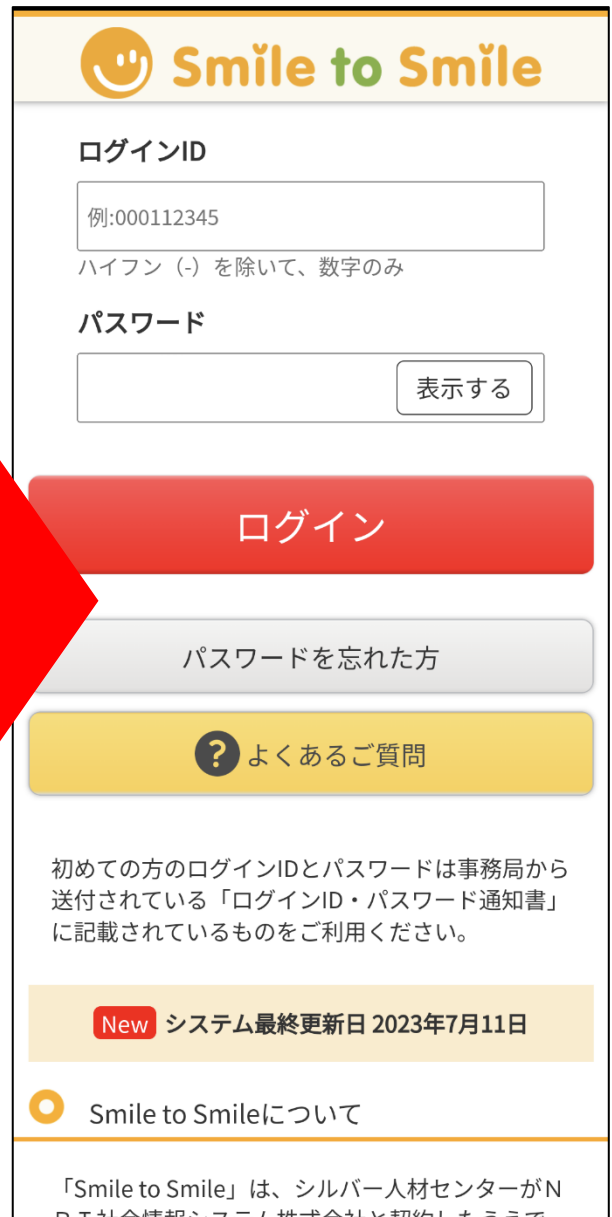 Smile to Smile
ログインID
例:000112345
ハイフン（-）を除いて、数字のみ
パスワード
表示する
ログイン
パスワードを忘れた方
? よくあるご質問
初めての方のログインIDとパスワードは事務局から
送付されている「ログインID・パスワード通知書」
に記載されているものをご利用ください。
New システム最終更新日 2023年7月11日
Smile to Smileについて
「Smile to Smile」は、シルバー人材センターがＮ